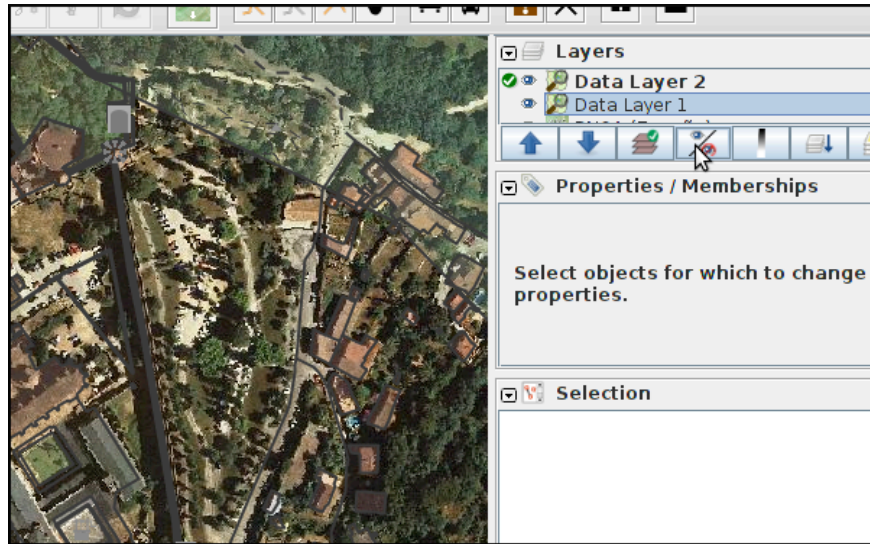 Layers
Data Layer 2
Data Layer 1
Properties / Memberships
Select objects for which to change
properties.
Selection